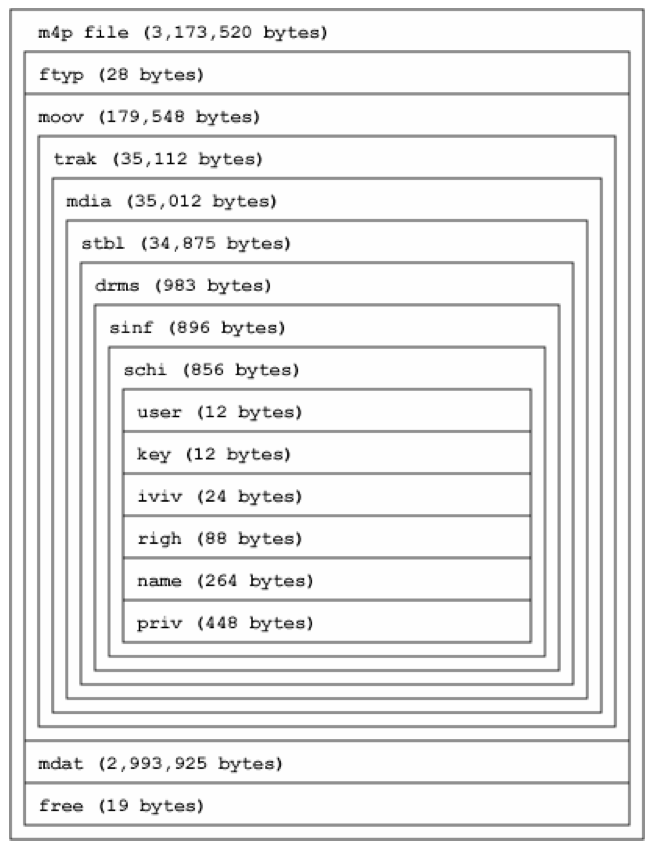 m4p file (3,173,520 bytes)
ftyp (28 bytes)
moov (179,548 bytes)
trak (35,112 bytes)
mdia (35,012 bytes)
stbl (34,875 bytes)
drms (983 bytes)
sinf (896 bytes)
schi (856 bytes)
user (12 bytes)
key (12 bytes)
iviv (24 bytes)
righ (88 bytes)
name (264 bytes)
priv (448 bytes)
mdat (2,993,925 bytes)
free (19 bytes)